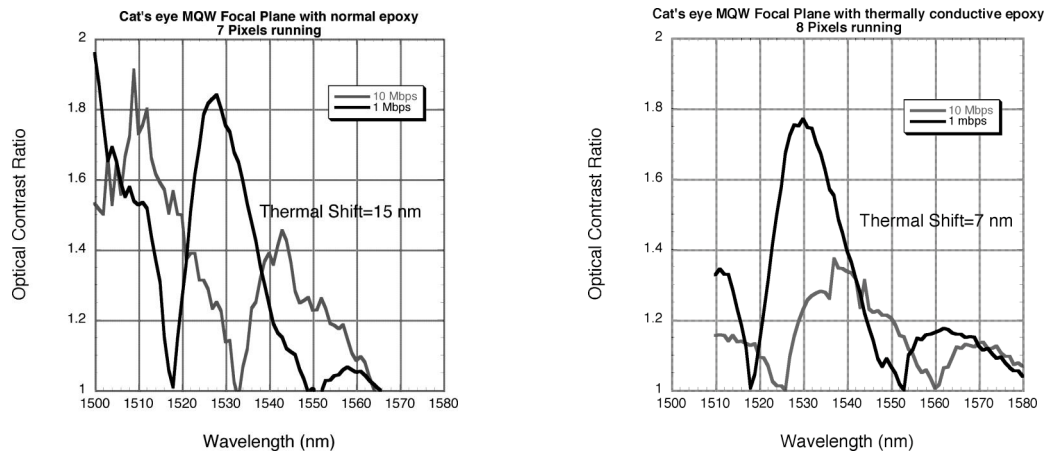 Cat's eye MQW Focal Plane with normal epoxy
7 Pixels running
2
1.8
1.6
1.4
1.2
1
Optical Contrast Ratio
10 Mbps
1 Mbps
Thermal Shift=15 nm
1500 1510 1520 1530 1540 1550 1560 1570 1580
Wavelength (nm)
Cat's eye MQW Focal Plane with thermally conductive epoxy
8 Pixels running
2
1.8
1.6
1.4
1.2
1
Optical Contrast Ratio
10 Mbps
1 mbps
Thermal Shift=7 nm
1500 1510 1520 1530 1540 1550 1560 1570 1580
Wavelength (nm)